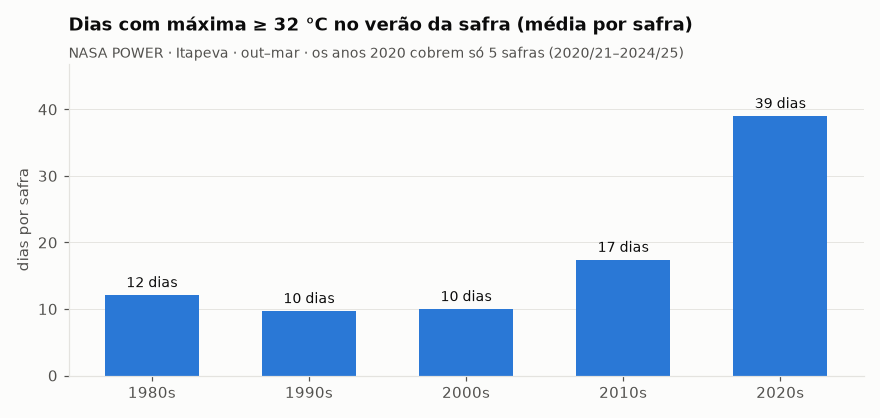 Dias com máxima ≥ 32 °C no verão da safra (média por safra)
NASA POWER · Itapeva · out–mar · os anos 2020 cobrem só 5 safras (2020/21–2024/25)
dias por safra
40
30
20
10
0
12 dias
10 dias
10 dias
17 dias
39 dias
1980s
1990s
2000s
2010s
2020s